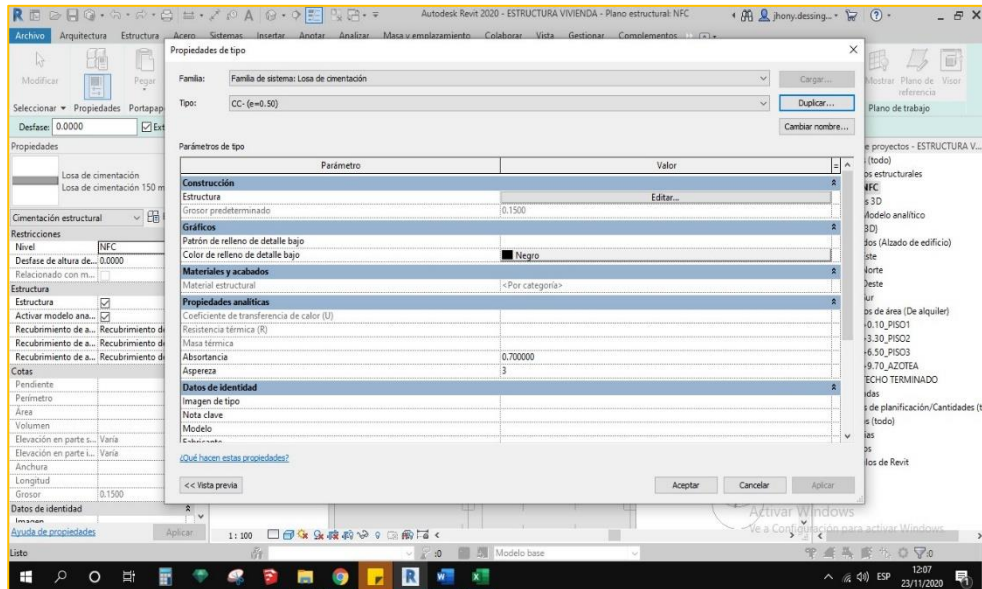 Autodesk Revit 2020 - ESTRUCTURA VIVIENDA - Plano estructural: NFC
jhony.dessing...
Archivo Arquitectura Estructura Acero Sistemas Insertar Anotar Analizar Masa y emplazamiento Colaborar Vista Gestionar Complementos
Modificar
Pegar
Mostrar Plano de referencia Visor
Seleccionar Propiedades Portapap
Plano de trabajo
Desfase: 0.0000
Ext
Propiedades
Losa de cimentación
Losa de cimentación 150 m
Cimentación estructural
Restricciones
Nivel NFC
Desfase de altura de... 0.0000
Relacionado con m...
Estructura
Estructura
Activar modelo ana...
Recubrimiento de a... Recubrimiento d
Recubrimiento de a... Recubrimiento d
Recubrimiento de a... Recubrimiento d
Cotas
Pendiente
Perímetro
Área
Volumen
Elevación en parte s... Varía
Elevación en parte i... Varía
Anchura
Longitud
Grosor 0.1500
Datos de identidad
Imagen
Ayuda de propiedades Aplicar
Propiedades de tipo
Familia: Familia de sistema: Losa de cimentación Cargar...
Tipo: CC- (e=0.50) Duplicar...
Cambiar nombre...
Parámetros de tipo
Parámetro Valor =
Construcción
Estructura Editar...
Grosor predeterminado 0.1500
Gráficos
Patrón de relleno de detalle bajo
Color de relleno de detalle bajo Negro
Materiales y acabados
Material estructural <Por categoría>
Propiedades analíticas
Coeficiente de transferencia de calor (U)
Resistencia térmica (R)
Masa térmica
Absortancia 0.700000
Aspereza 3
Datos de identidad
Imagen de tipo
Nota clave
Modelo
Fabricante
¿Qué hacen estas propiedades?
<< Vista previa Aceptar Cancelar Aplicar
e proyectos - ESTRUCTURA V...
(todo)
os estructurales
NFC
s 3D
Modelo analítico
3D}
dos (Alzado de edificio)
ste
Norte
Oeste
ur
os de área (De alquiler)
-0.10_PISO1
-3.30_PISO2
-6.50_PISO3
-9.70_AZOTEA
TECHO TERMINADO
das
s de planificación/Cantidades (t
s (todo)
ias
os
los de Revit
Activar Windows
Ve a Configuración para activar Windows.
1 : 100
Listo
:0
Modelo base
:0
ESP
12:07
23/11/2020